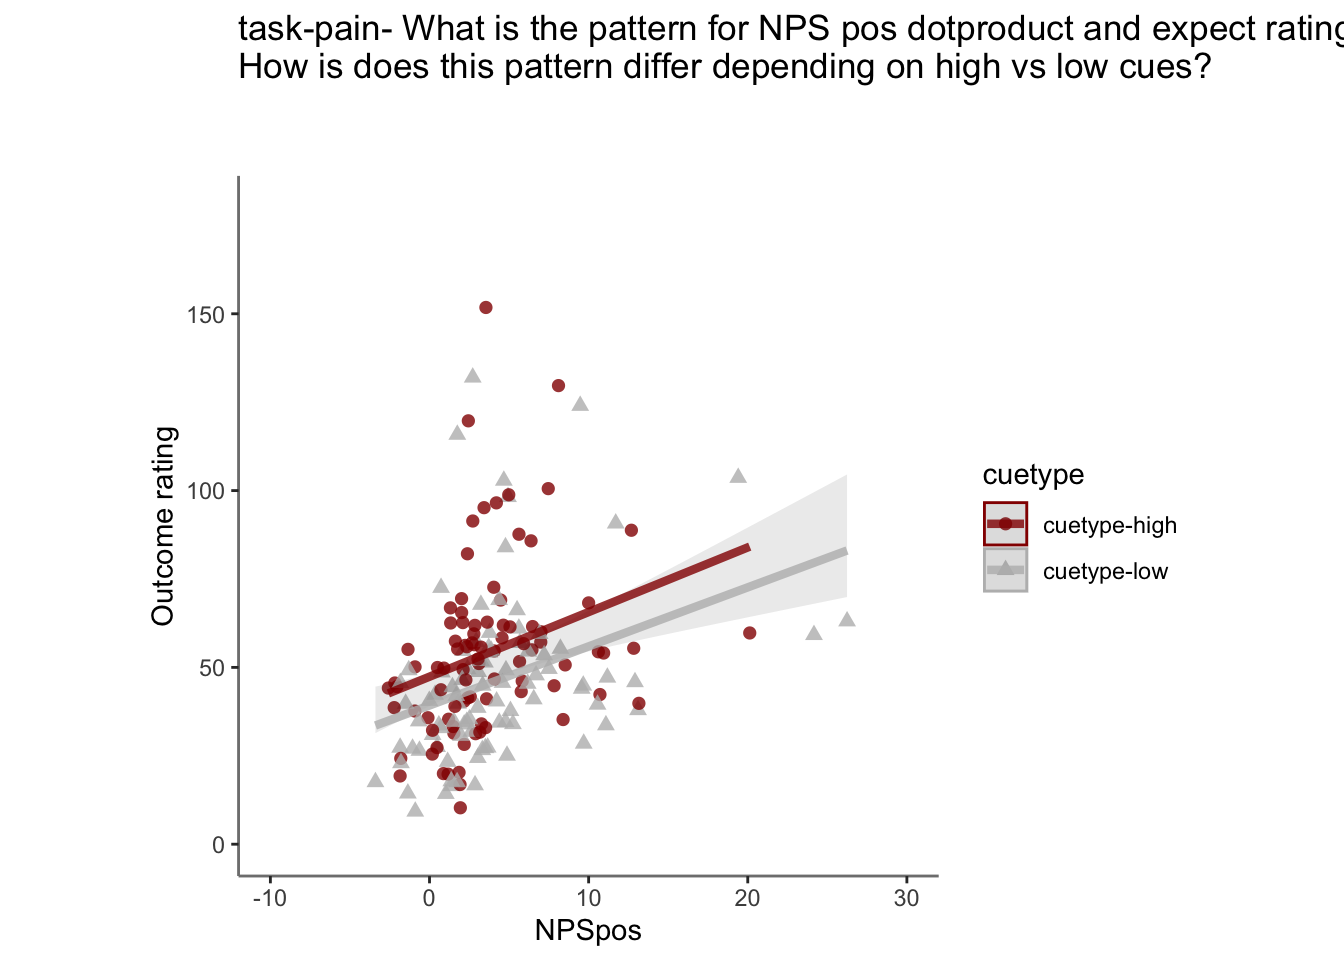 task-pain- What is the pattern for NPS pos dotproduct and expect rating
How is does this pattern differ depending on high vs low cues?
150
100
50
0
Outcome rating
-10 0 10 20 30
NPSpos
cuetype
cuetype-high
cuetype-low